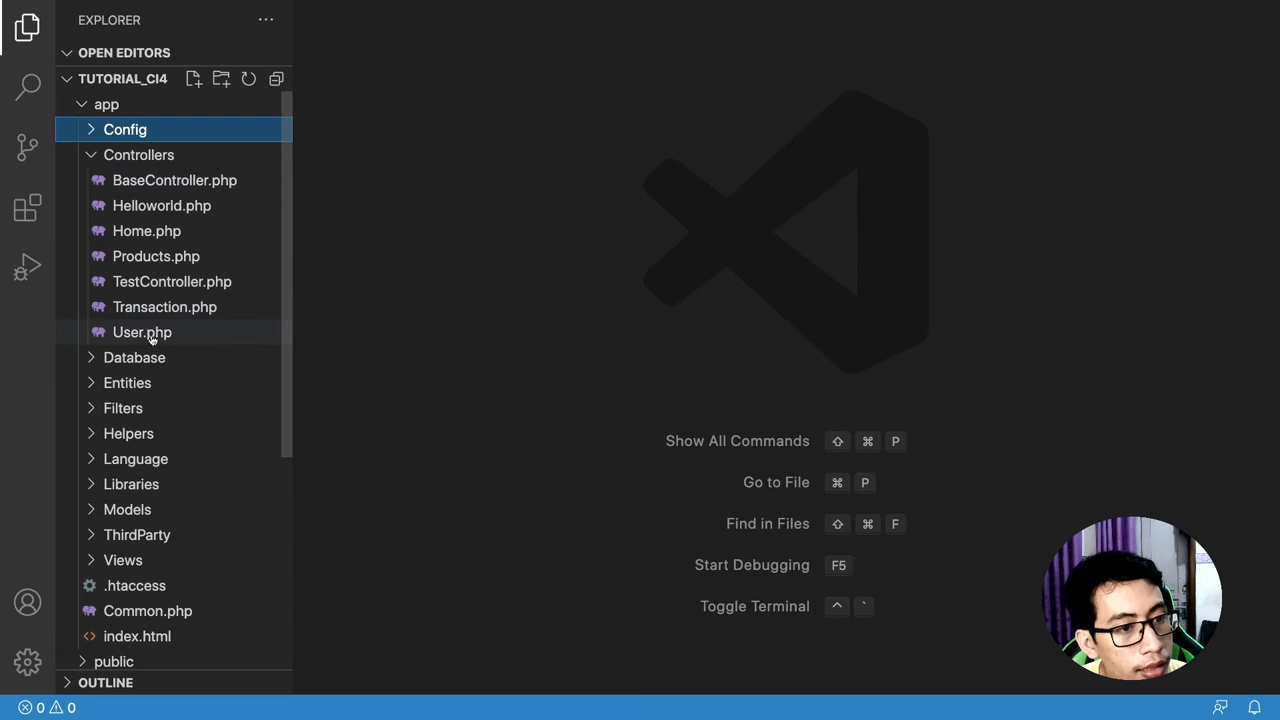 EXPLORER
OPEN EDITORS
TUTORIAL_CI4
app
Config
Controllers
BaseController.php
Helloworld.php
Home.php
Products.php
TestController.php
Transaction.php
User.php
Database
Entities
Filters
Helpers
Language
Libraries
Models
ThirdParty
Views
.htaccess
Common.php
index.html
public
OUTLINE
0 0
Show All Commands ⇧ ⌘ P
Go to File ⌘ P
Find in Files ⇧ ⌘ F
Start Debugging F5
Toggle Terminal ^ `